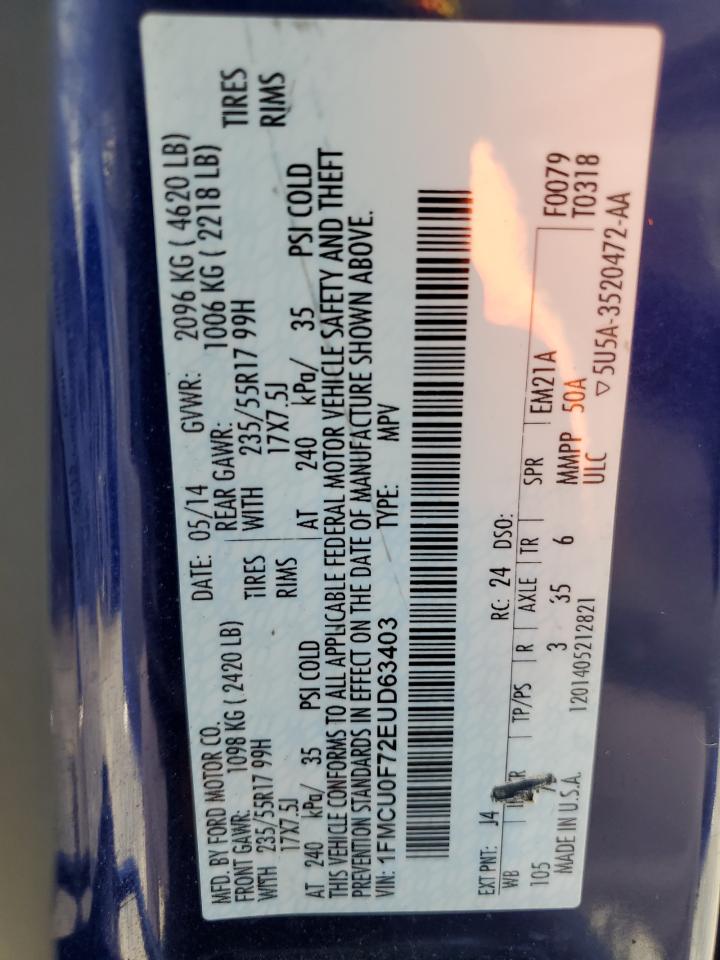 MFD. BY FORD MOTOR CO. DATE: 05/14 GVWR: 2096 KG ( 4620 LB)
FRONT GAWR: 1098 KG ( 2420 LB) REAR GAWR: 1006 KG ( 2218 LB)
WITH 235/55R17 99H TIRES WITH 235/55R17 99H TIRES
17X7.5J RIMS 17X7.5J RIMS
AT 240 kPa/ 35 PSI COLD AT 240 kPa/ 35 PSI COLD
THIS VEHICLE CONFORMS TO ALL APPLICABLE FEDERAL MOTOR VEHICLE SAFETY AND THEFT
PREVENTION STANDARDS IN EFFECT ON THE DATE OF MANUFACTURE SHOWN ABOVE.
VIN: 1FMCU0F72EUD63403 TYPE: MPV
EXT PNT: J4 RC: 24 DSO: F0079
WB TP/PS R AXLE TR SPR EM21A T0318
105 3 35 6 MMPP 50A
MADE IN U.S.A. 1201405212821 ULC ▽5U5A-3520472-AA